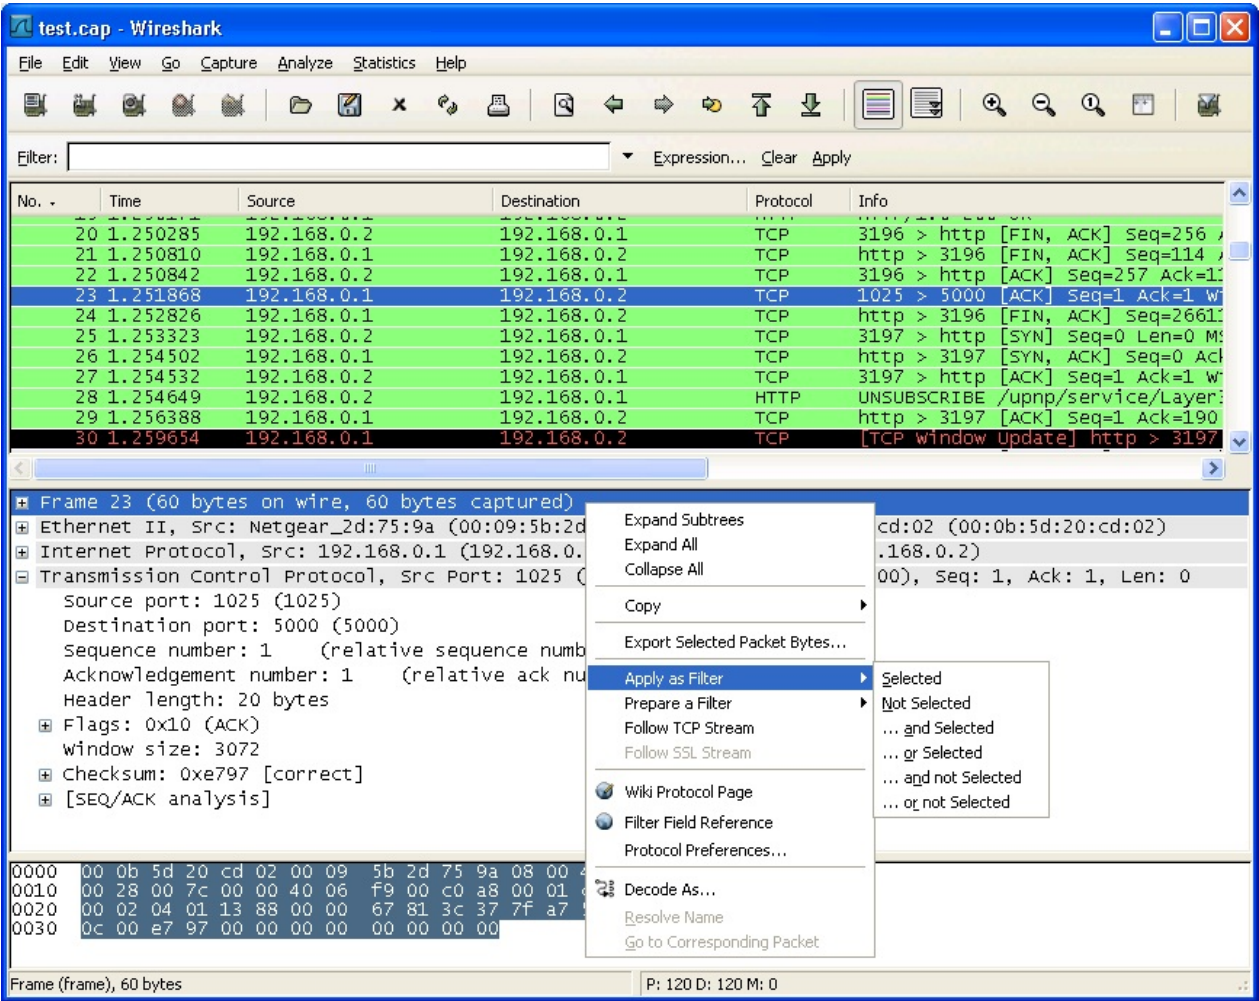 test.cap - Wireshark
File Edit View Go Capture Analyze Statistics Help
Filter: Expression... Clear Apply
No. . Time Source Destination Protocol Info
20 1.250285 192.168.0.2 192.168.0.1 TCP 3196 > http [FIN, ACK] Seq=256
21 1.250810 192.168.0.1 192.168.0.2 TCP http > 3196 [FIN, ACK] Seq=114
22 1.250842 192.168.0.2 192.168.0.1 TCP 3196 > http [ACK] Seq=257 Ack=11
23 1.251868 192.168.0.1 192.168.0.2 TCP 1025 > 5000 [ACK] Seq=1 Ack=1 Wi
24 1.252826 192.168.0.1 192.168.0.2 TCP http > 3196 [FIN, ACK] Seq=26611
25 1.253323 192.168.0.2 192.168.0.1 TCP 3197 > http [SYN] Seq=0 Len=0 MS
26 1.254502 192.168.0.1 192.168.0.2 TCP http > 3197 [SYN, ACK] Seq=0 Ack
27 1.254532 192.168.0.2 192.168.0.1 TCP 3197 > http [ACK] Seq=1 Ack=1 Wi
28 1.254649 192.168.0.2 192.168.0.1 HTTP UNSUBSCRIBE /upnp/service/Layer3
29 1.256388 192.168.0.1 192.168.0.2 TCP http > 3197 [ACK] Seq=1 Ack=190
30 1.259654 192.168.0.1 192.168.0.2 TCP [TCP Window Update] http > 3197
Frame 23 (60 bytes on wire, 60 bytes captured)
Ethernet II, Src: Netgear_2d:75:9a (00:09:5b:2d cd:02 (00:0b:5d:20:cd:02)
Internet Protocol, Src: 192.168.0.1 (192.168.0. .168.0.2)
Transmission Control Protocol, Src Port: 1025 ( 00), Seq: 1, Ack: 1, Len: 0
Source port: 1025 (1025)
Destination port: 5000 (5000)
Sequence number: 1 (relative sequence numb
Acknowledgement number: 1 (relative ack nu
Header length: 20 bytes
Flags: 0x10 (ACK)
Window size: 3072
Checksum: 0xe797 [correct]
[SEQ/ACK analysis]
Expand Subtrees
Expand All
Collapse All
Copy
Export Selected Packet Bytes...
Apply as Filter
Prepare a Filter
Follow TCP Stream
Follow SSL Stream
Wiki Protocol Page
Filter Field Reference
Protocol Preferences...
Decode As...
Resolve Name
Go to Corresponding Packet
Selected
Not Selected
... and Selected
... or Selected
... and not Selected
... or not Selected
0000 00 0b 5d 20 cd 02 00 09 5b 2d 75 9a 08 00
0010 00 28 00 7c 00 00 40 06 f9 00 c0 a8 00 01
0020 00 02 04 01 13 88 00 00 67 81 3c 37 7f a7
0030 0c 00 e7 97 00 00 00 00 00 00 00 00
Frame (frame), 60 bytes P: 120 D: 120 M: 0